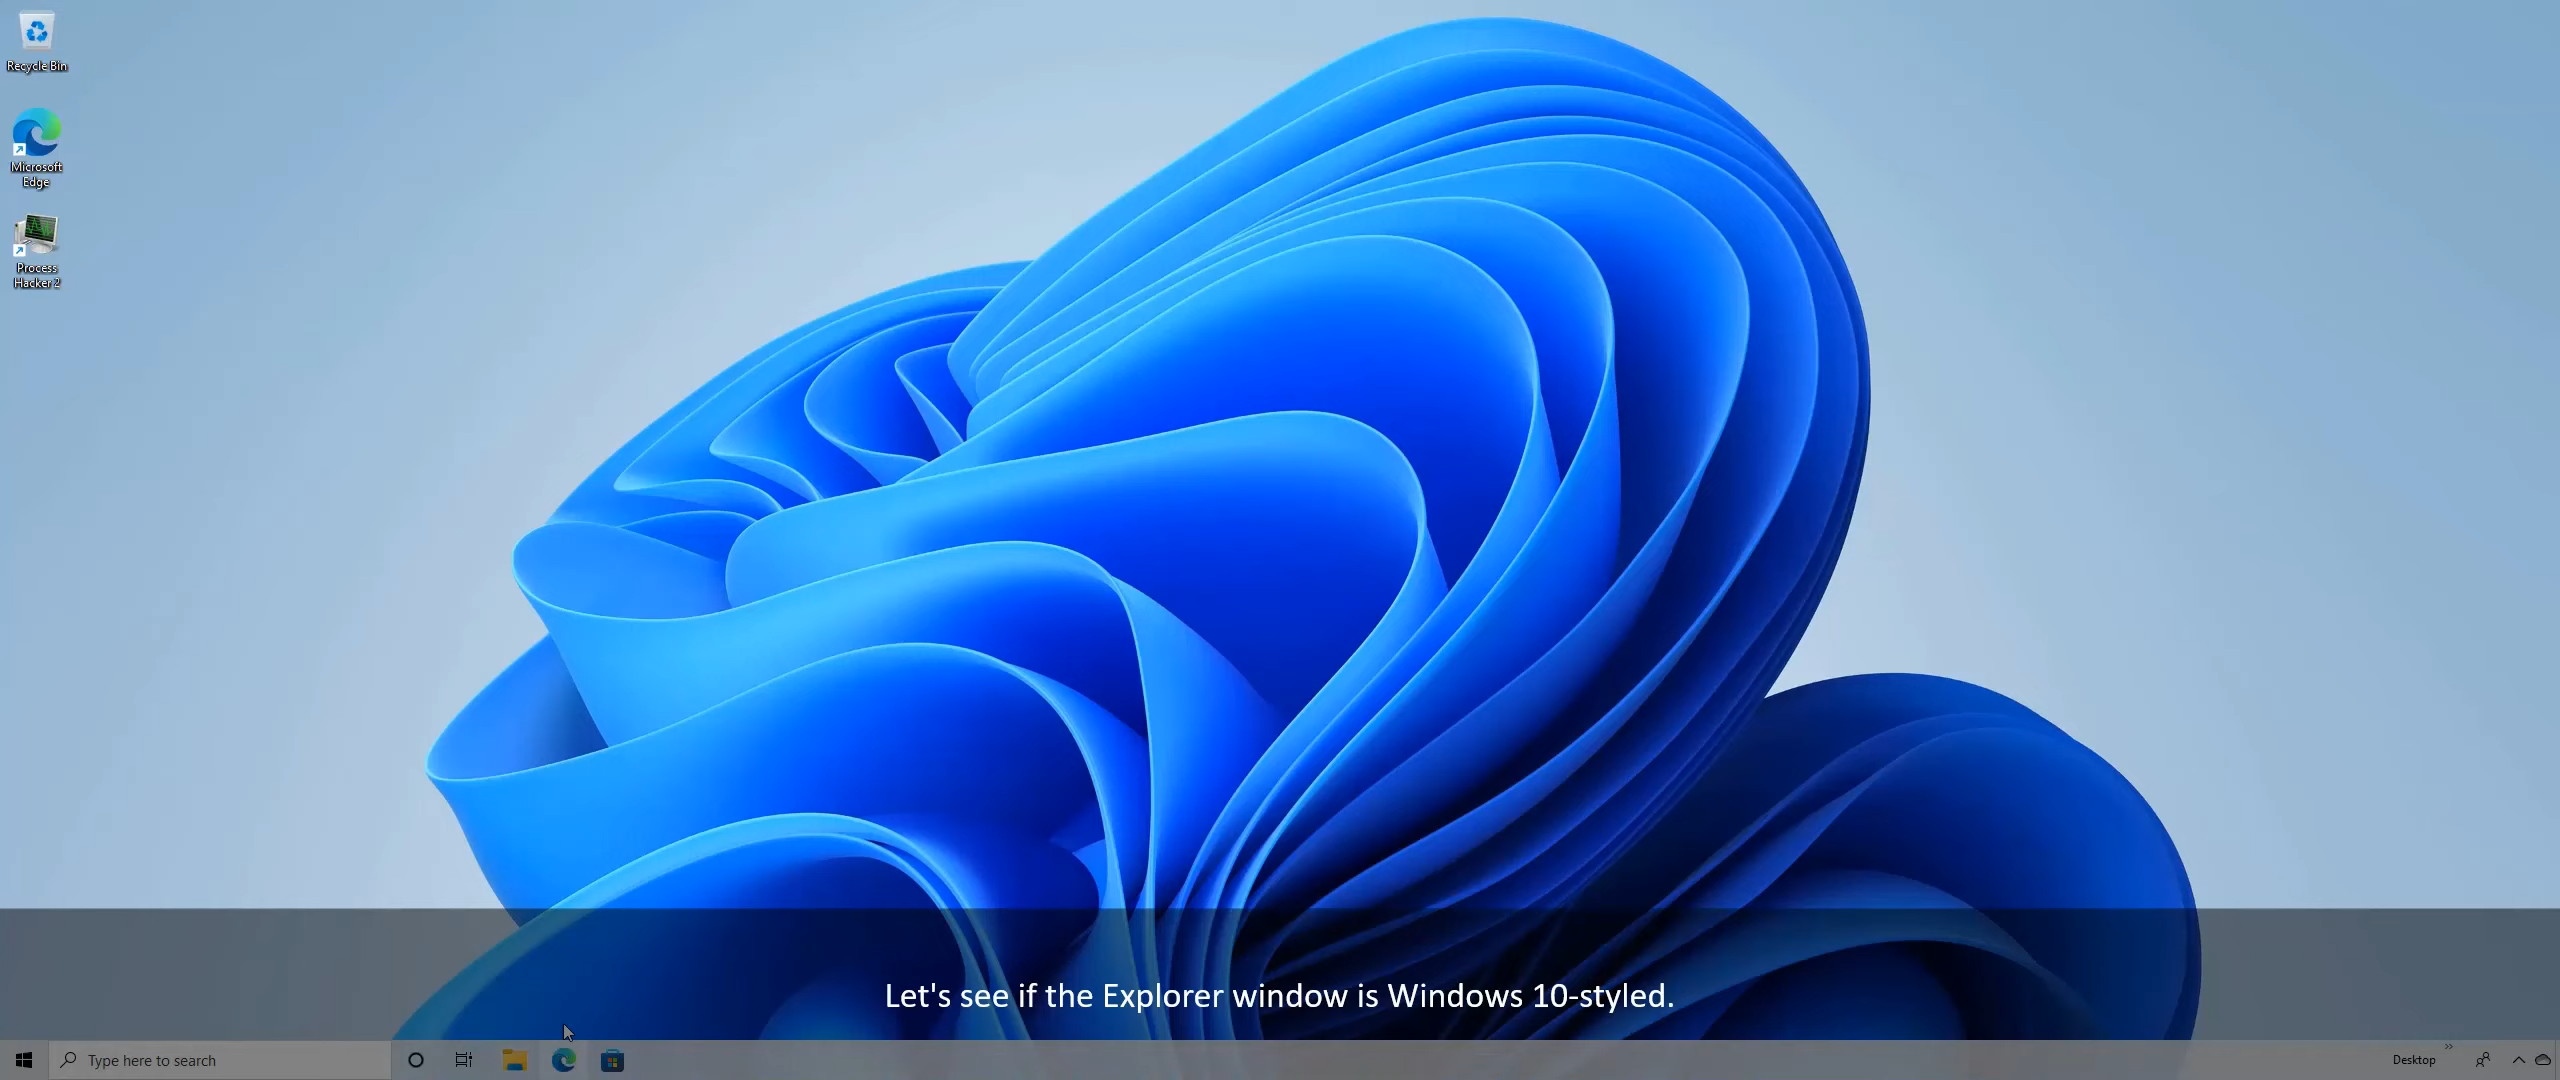 Recycle Bin
Microsoft
Edge
Process
Hacker 2
Let's see if the Explorer window is Windows 10-styled.
Type here to search
Desktop